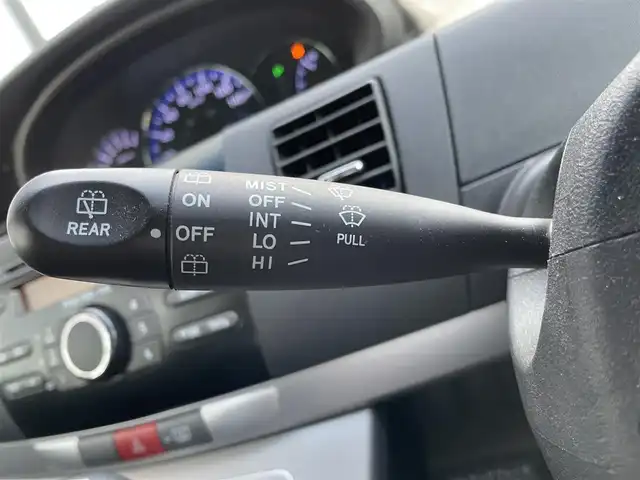 REAR
ON
OFF
MIST
OFF
INT
LO
HI
PULL